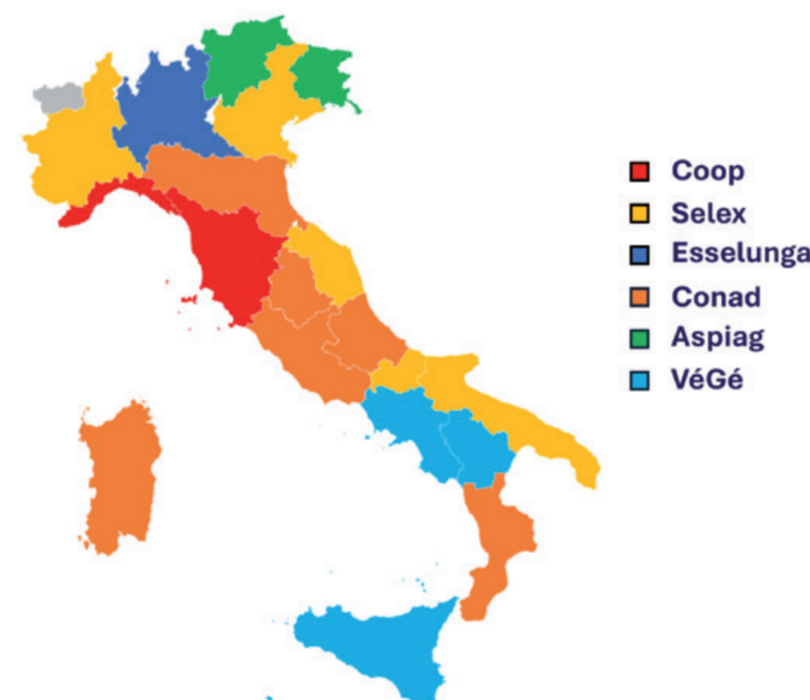 Coop
Selex
Esselunga
Conad
Aspiag
VéGé